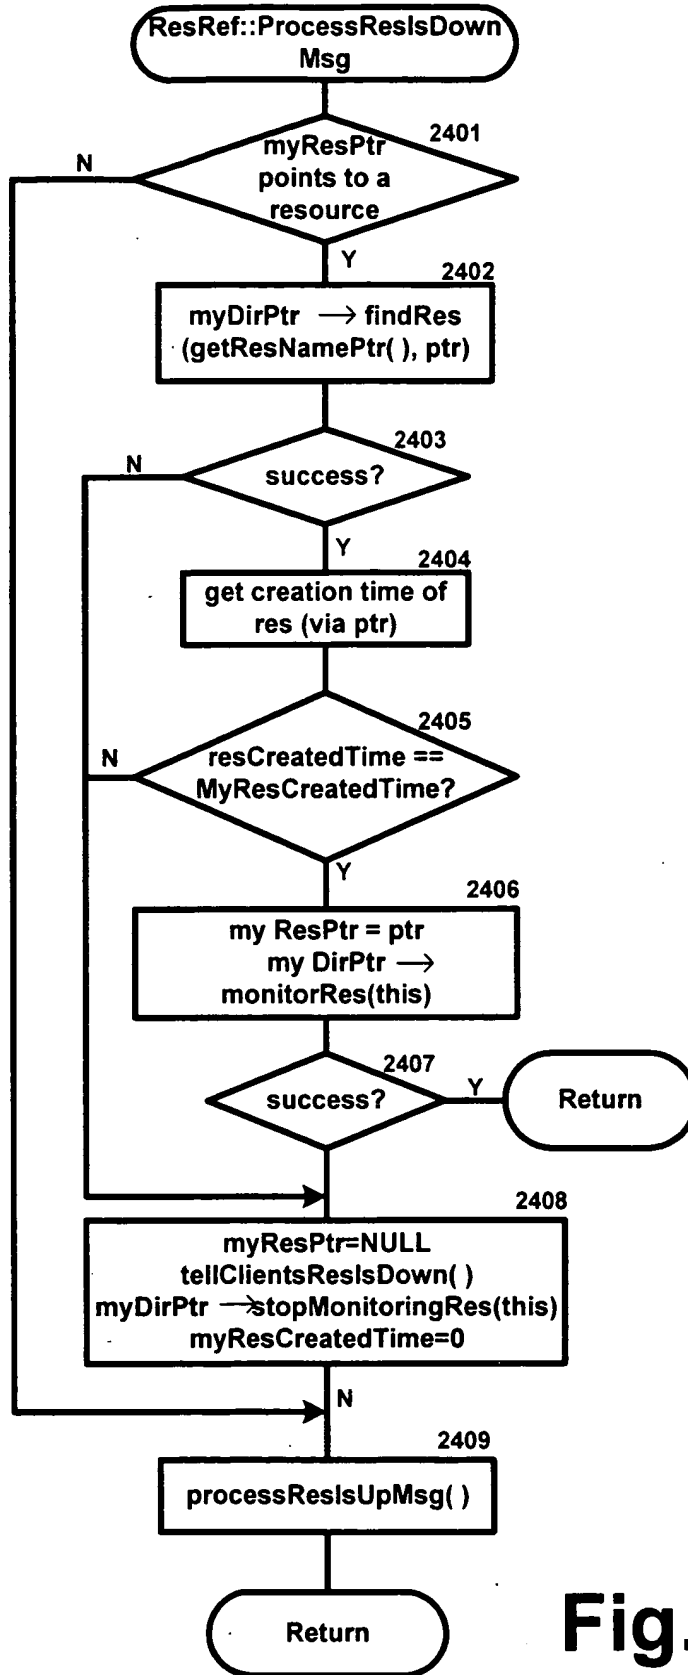 ResRef::ProcessResIsDown
Msg
2401
N
myResPtr
points to a
resource
Y
2402
myDirPtr → findRes
(getResNamePtr( ), ptr)
2403
N
success?
Y
2404
get creation time of
res (via ptr)
2405
N
resCreatedTime ==
MyResCreatedTime?
Y
2406
my ResPtr = ptr
my DirPtr →
monitorRes(this)
2407
success?
Y
Return
2408
myResPtr=NULL
tellClientsResIsDown( )
myDirPtr →stopMonitoringRes(this)
myResCreatedTime=0
N
2409
processResIsUpMsg( )
Return
Fig.